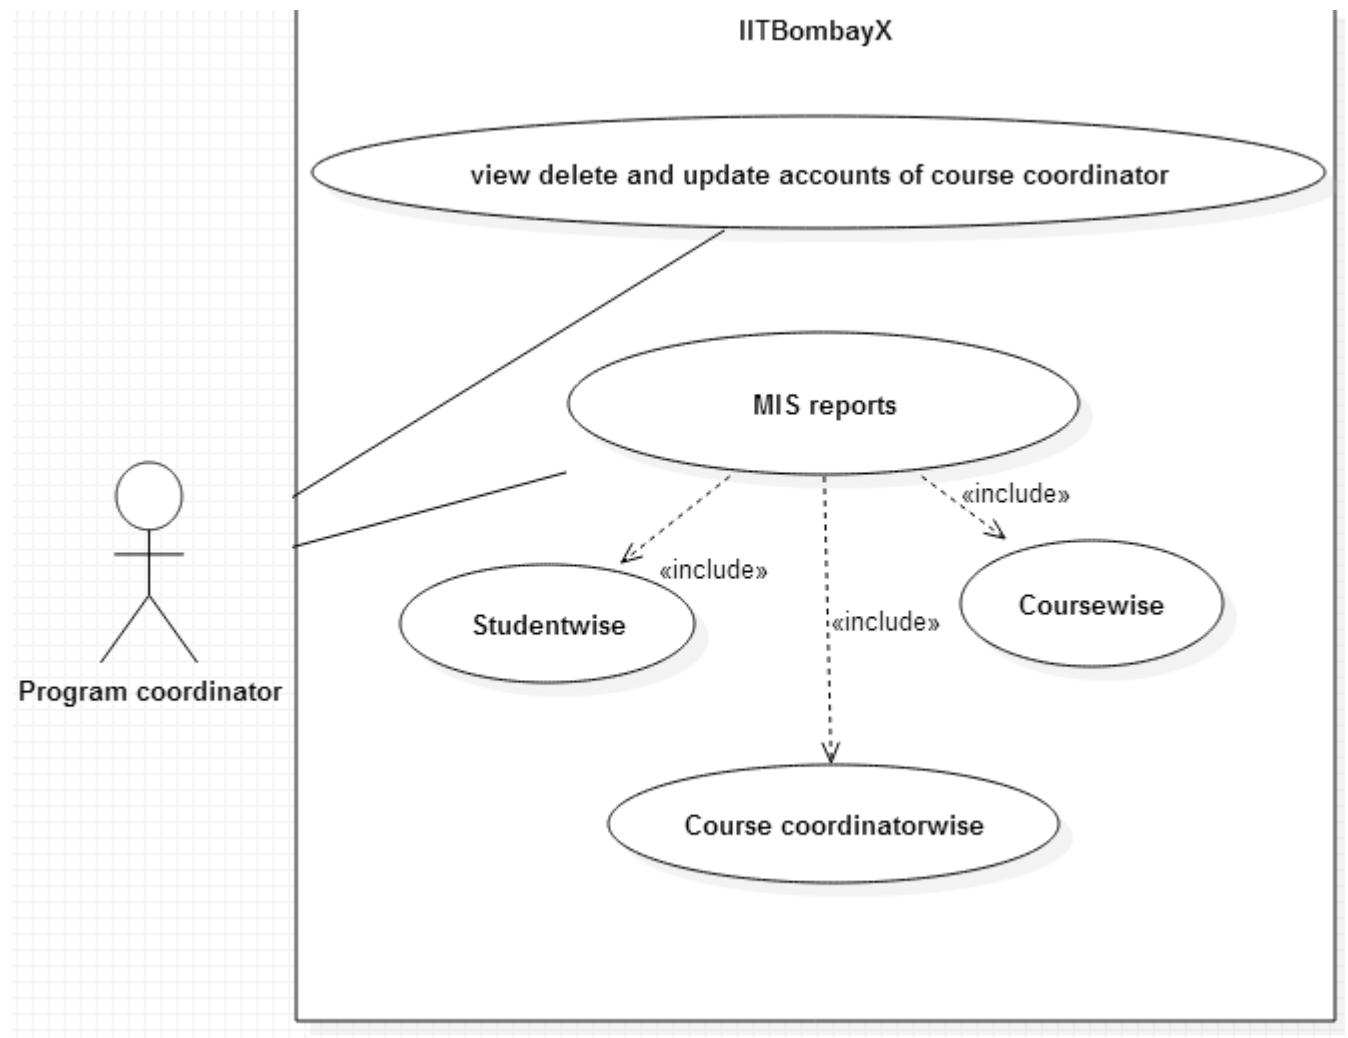 IITBombayX
view delete and update accounts of course coordinator
MIS reports
«include»
«include»
Coursewise
Studentwise
«include»
Program coordinator
Course coordinatorwise